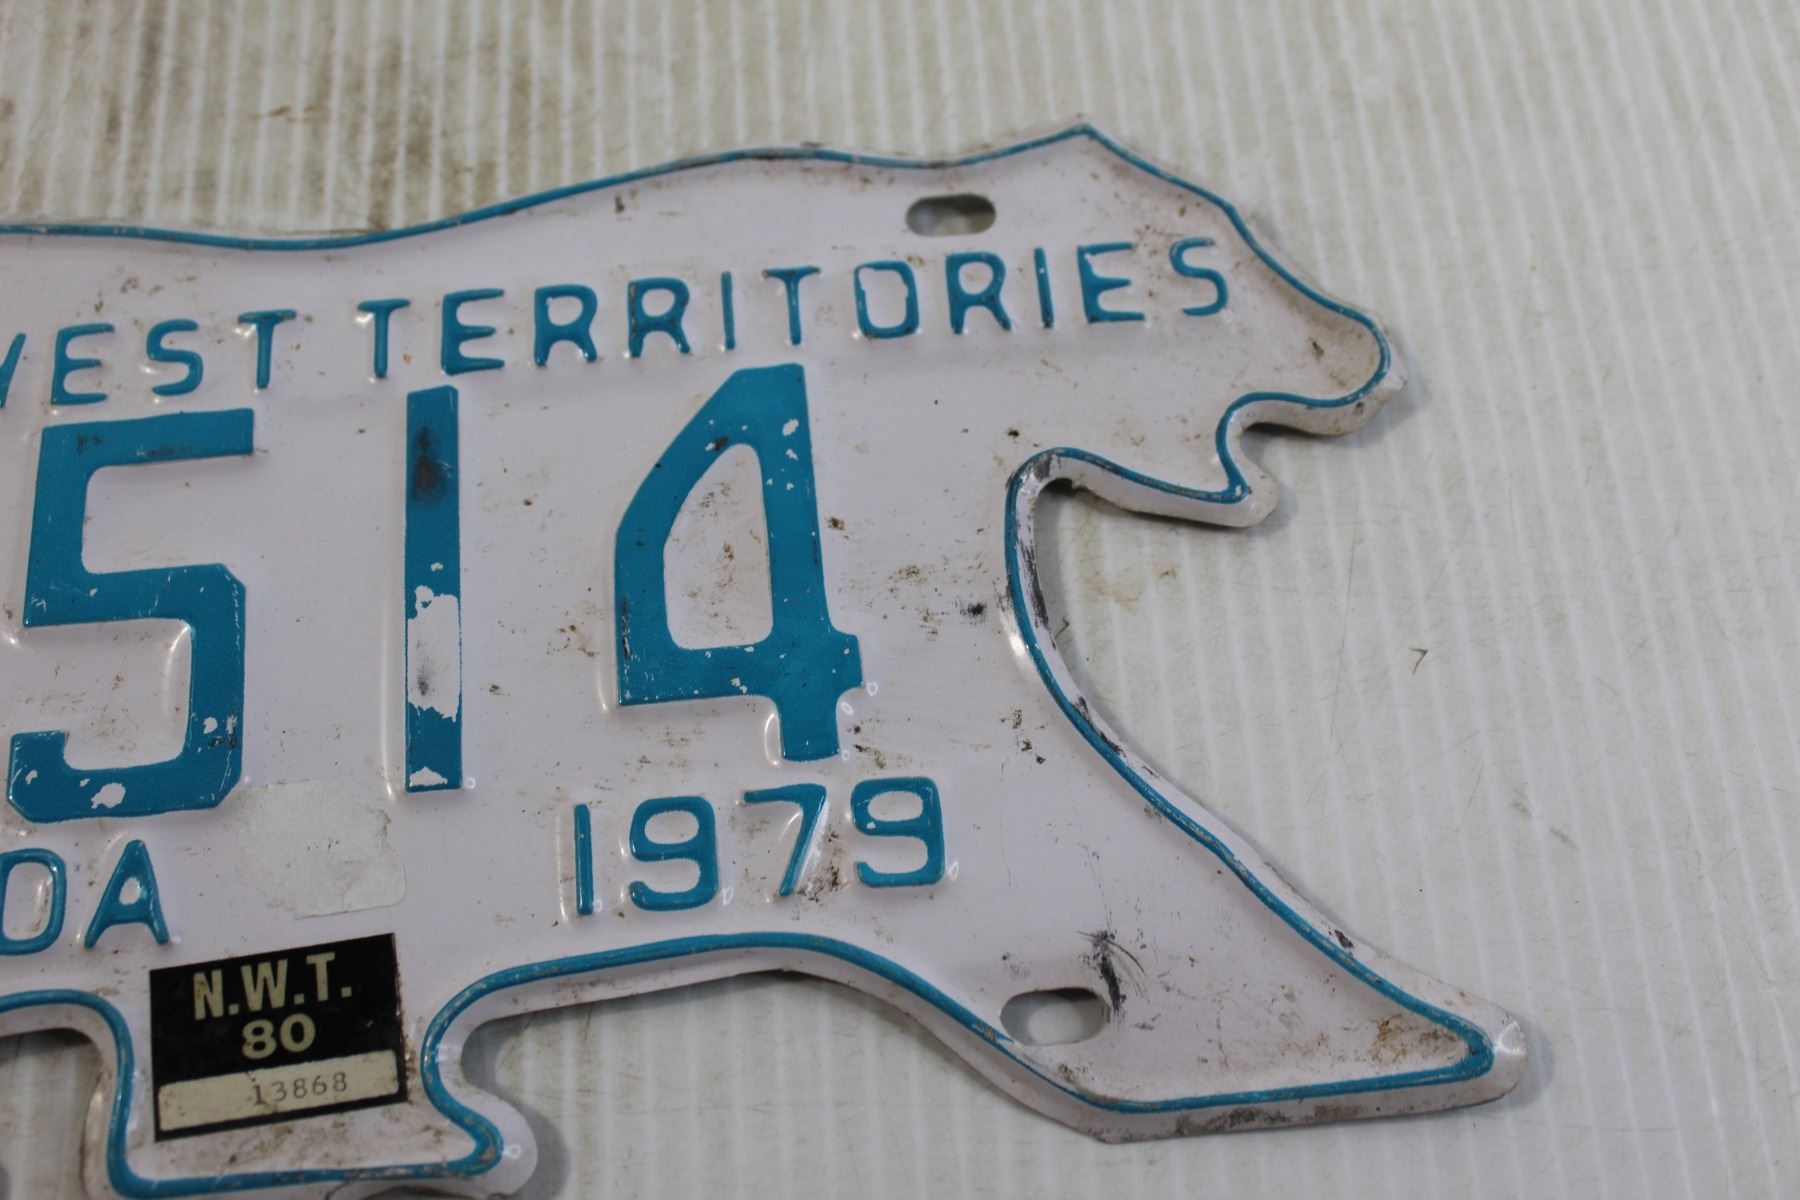 WEST TERRITORIES
514
DA 1979
N.W.T.
80
13868